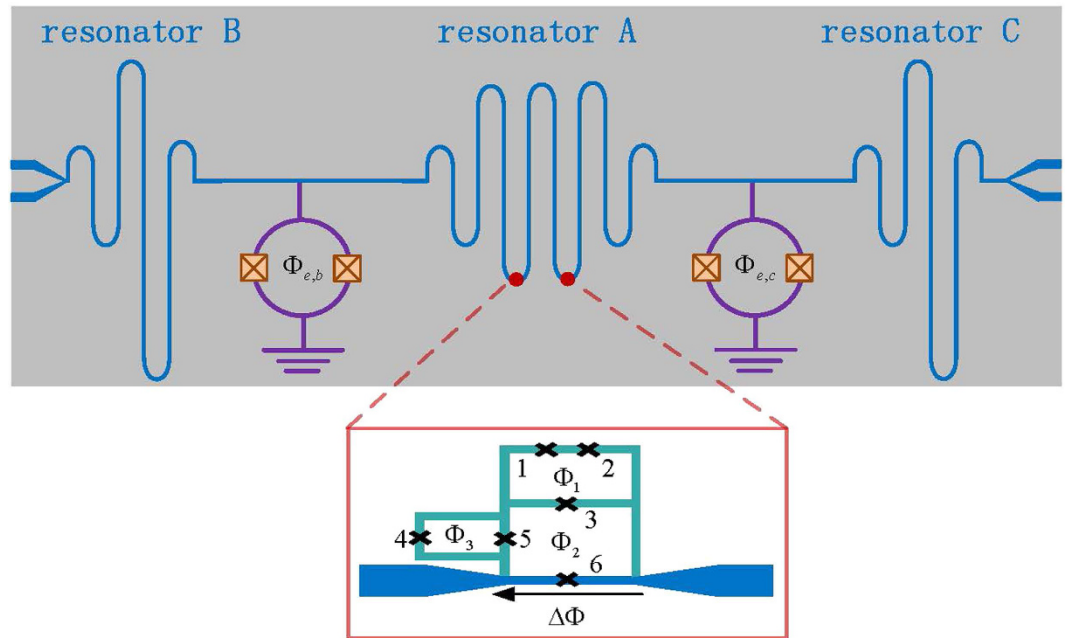 resonator B
resonator A
resonator C
Φe,b
Φe,c
1
2
Φ1
3
4
Φ3
5
Φ2
6
ΔΦ